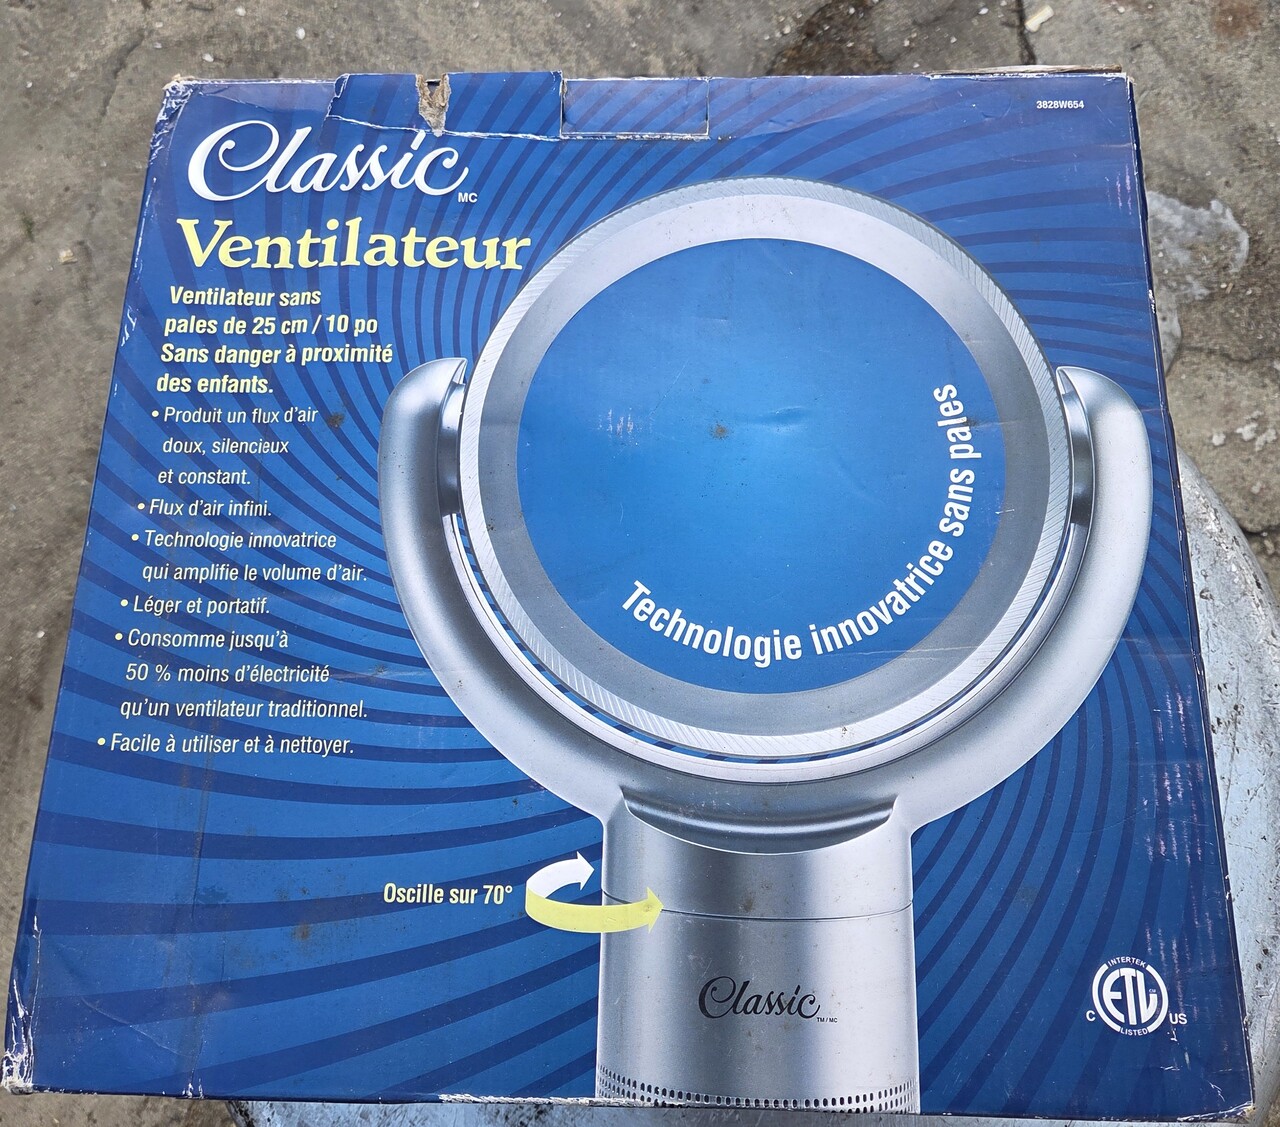 3828W654
Classic
MC
Ventilateur
Ventilateur sans
pales de 25 cm / 10 po
Sans danger à proximité
des enfants.
• Produit un flux d'air
doux, silencieux
et constant.
• Flux d'air infini.
• Technologie innovatrice
qui amplifie le volume d'air.
• Léger et portatif.
• Consomme jusqu'à
50 % moins d'électricité
qu'un ventilateur traditionnel.
• Facile à utiliser et à nettoyer.
Technologie innovatrice sans pales
Oscille sur 70°
Classic
TM / MC
INTERTEK
ETL
CM
C US
LISTED